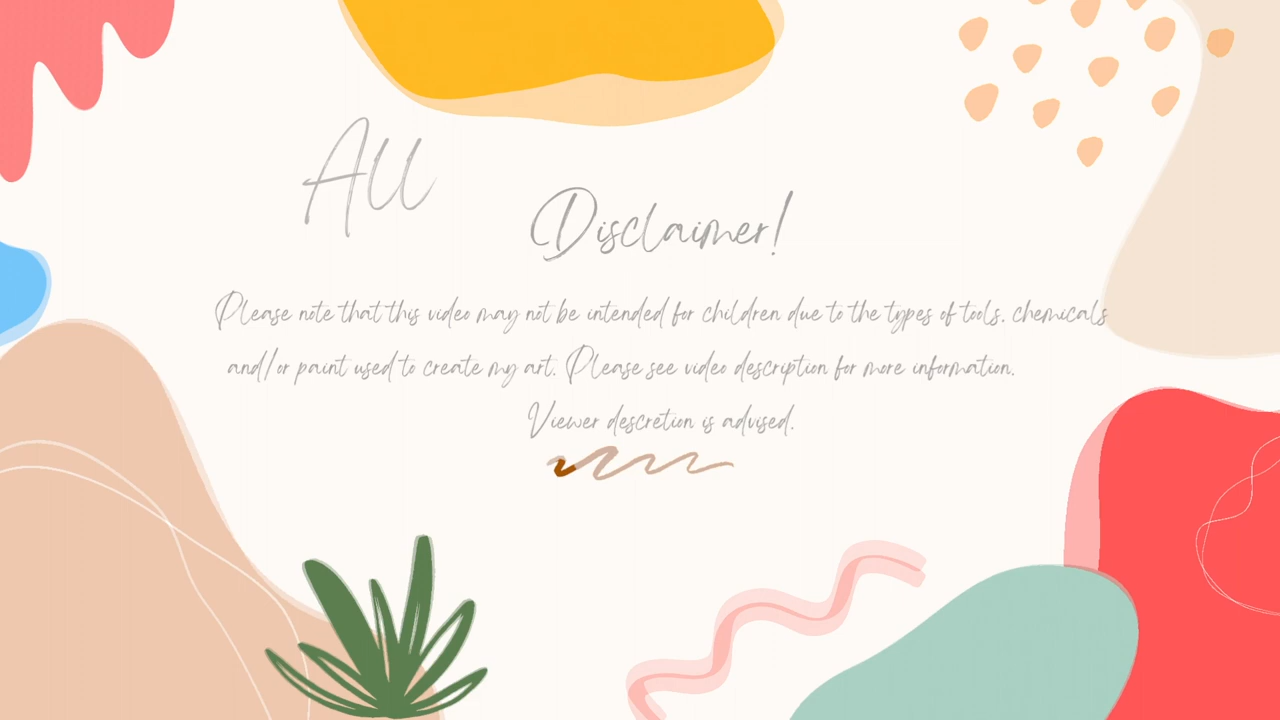 All
Disclaimer!
Please note that this video may not be intended for children due to the types of tools, chemicals
and/or paint used to create my art. Please see video description for more information.
Viewer descretion is advised.